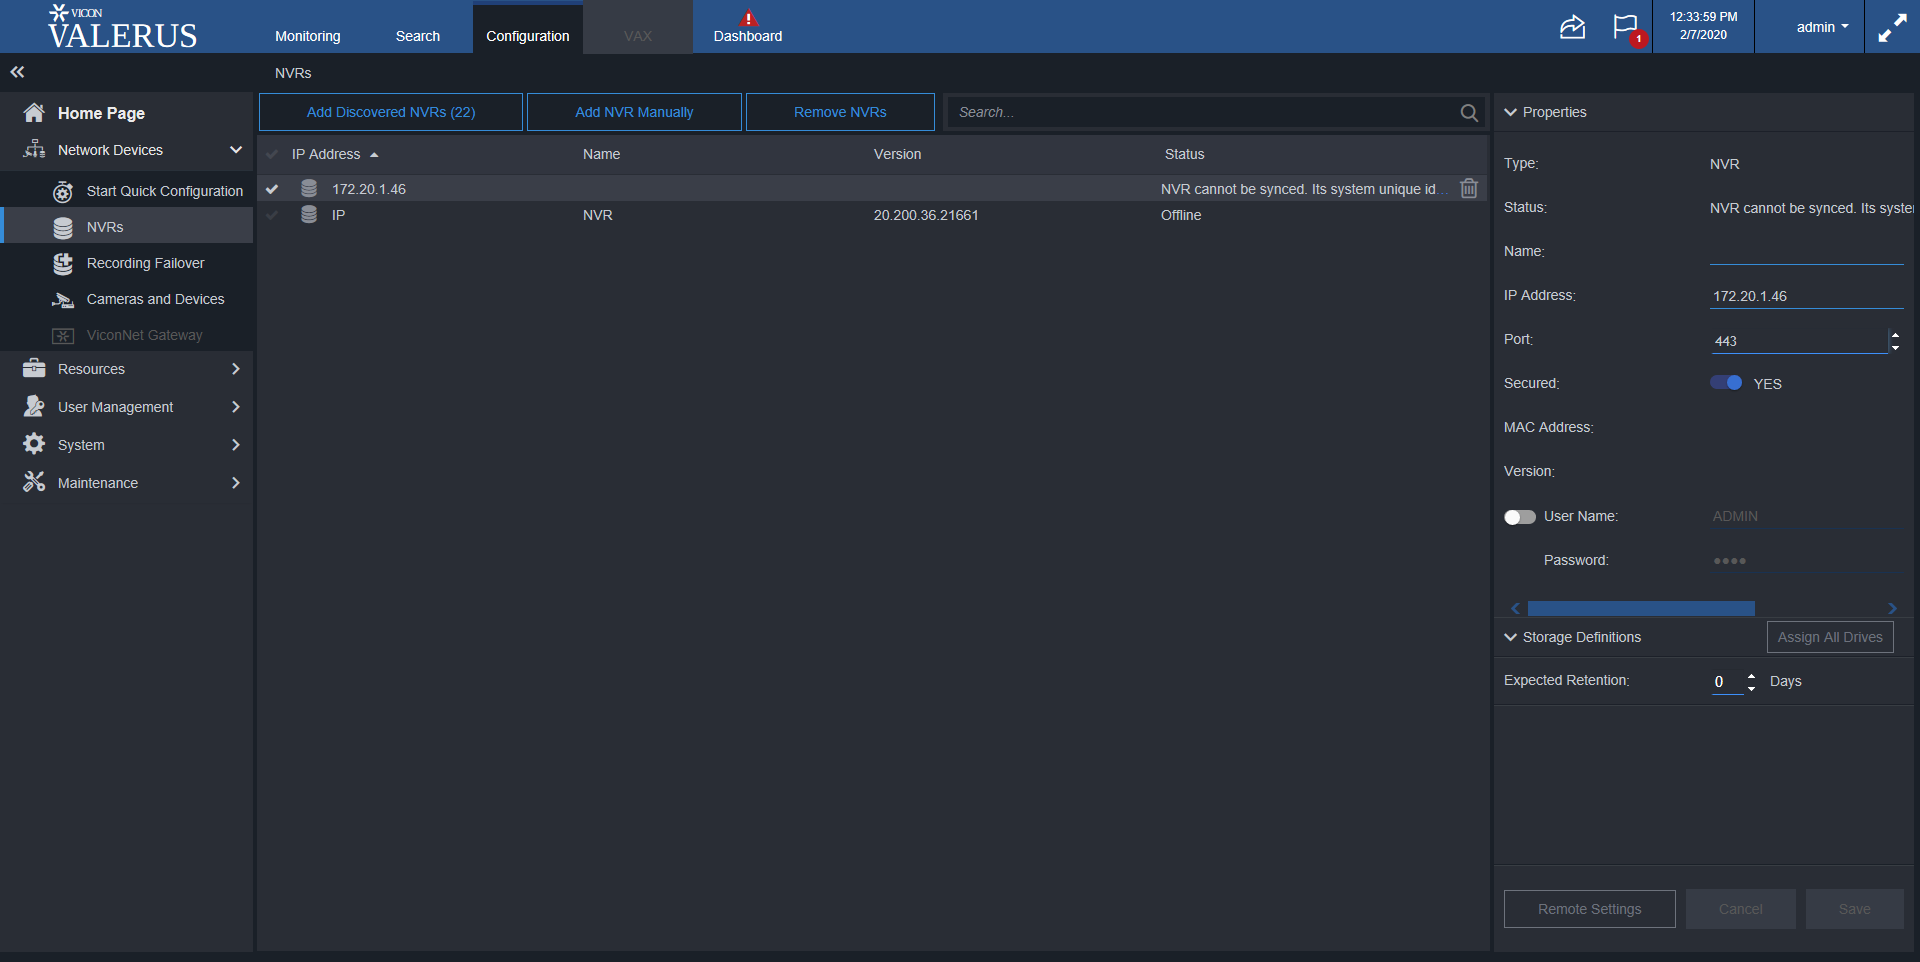 VICON
VALERUS
Monitoring
Search
Configuration
VAX
Dashboard
1
12:33:59 PM
2/7/2020
admin
NVRs
Home Page
Network Devices
Start Quick Configuration
NVRs
Recording Failover
Cameras and Devices
ViconNet Gateway
Resources
User Management
System
Maintenance
Add Discovered NVRs (22)
Add NVR Manually
Remove NVRs
Search...
IP Address
Name
Version
Status
172.20.1.46
NVR cannot be synced. Its system unique id...
IP
NVR
20.200.36.21661
Offline
Properties
Type:
NVR
Status:
NVR cannot be synced. Its syste
Name:
IP Address:
172.20.1.46
Port:
443
Secured:
YES
MAC Address:
Version:
User Name:
ADMIN
Password:
••••
Storage Definitions
Assign All Drives
Expected Retention:
0
Days
Remote Settings
Cancel
Save